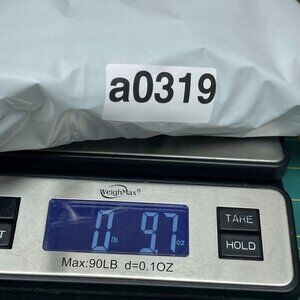 a0319
WeighMax®
0 lb 9.7 oz
TARE
HOLD
T
Max:90LB d=0.1OZ